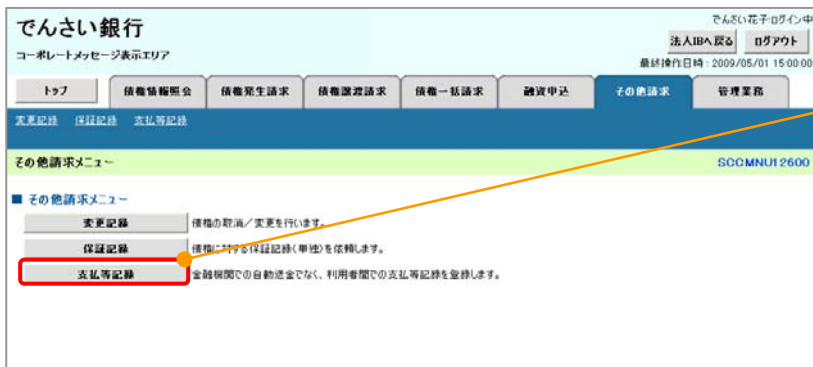 でんさい銀行
コーポレートメッセージ表示エリア
でんさい花子:ログイン中
法人IBへ戻る
ログアウト
最終操作日時:2009/05/01 15:00:00
トップ
債権情報照会
債権発生請求
債権譲渡請求
債権一括請求
融資申込
その他請求
管理業務
変更記録 保証記録 支払等記録
その他請求メニュー
SCCMNU12600
■ その他請求メニュー
変更記録 債権の取消/変更を行います。
保証記録 債権に対する保証記録(単独)を依頼します。
支払等記録 金融機関での自動送金でなく、利用者間での支払等記録を登録します。